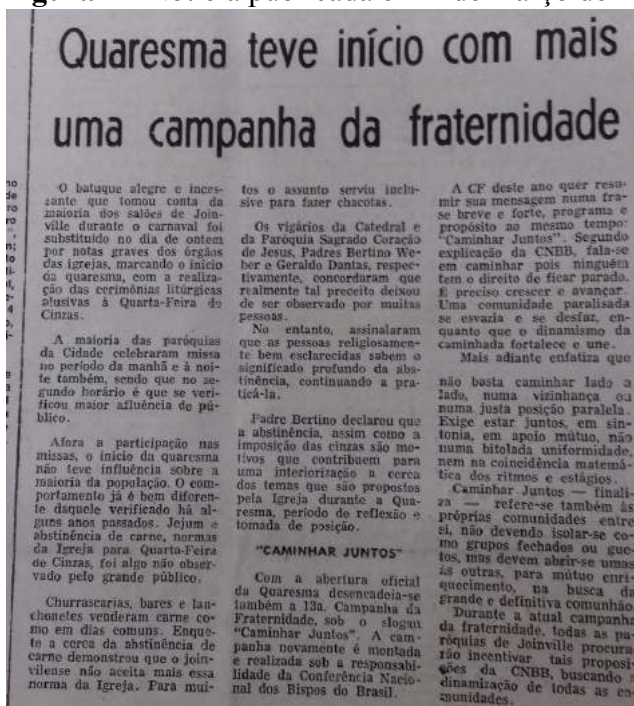 Quaresma teve início com mais
uma campanha da fraternidade
O batuque alegre e inces-
sante que tomou conta da
maioria dos salões de Join-
ville durante o carnaval foi
substituído no dia de ontem
por notas graves dos órgãos
das igrejas, marcando o início
da quaresma, com a realiza-
ção das cerimônias litúrgicas
alusivas à Quarta-Feira de
Cinzas.
A maioria das paróquias
da Cidade celebraram missa
no período da manhã e à noi-
te também, sendo que no se-
gundo horário é que se veri-
ficou maior afluência de pú-
blico.
Afora a participação nas
missas, o início da quaresma
não teve influência sobre a
maioria da população. O com-
portamento já é bem diferen-
te daquele verificado há al-
guns anos passados. Jejum e
abstinência de carne, normas
da Igreja para Quarta-Feira
de Cinzas, foi algo não obser-
vado pelo grande público.
Churrascarias, bares e lan-
chonetes venderam carne co-
mo em dias comuns. Enque-
te a cerca da abstinência de
carne demonstrou que o join-
vilense não aceita mais essa
norma da Igreja. Para mui-
tos o assunto serviu inclu-
sive para fazer chacotas.
Os vigários da Catedral e
da Paróquia Sagrado Coração
de Jesus, Padres Bertino We-
ber e Geraldo Dantas, respec-
tivamente, concordaram que
realmente tal preceito deixou
de ser observado por muitas
pessoas.
No entanto, assinalaram
que as pessoas religiosamen-
te bem esclarecidas sabem o
significado profundo da abs-
tinência, continuando a pra-
ticá-la.
Padre Bertino declarou que
a abstinência, assim como a
imposição das cinzas são mo-
tivos que contribuem para
uma interiorização a cerca
dos temas que são propostos
pela Igreja durante a Qua-
resma, período de reflexão e
tomada de posição.
"CAMINHAR JUNTOS"
Com a abertura oficial
da Quaresma desencadeia-se
também a 13a. Campanha da
Fraternidade, sob o slogan
"Caminhar Juntos". A cam-
panha novamente é montada
e realizada sob a responsabi-
lidade da Conferência Nacio-
nal dos Bispos do Brasil.
A CF deste ano quer resu-
mir sua mensagem numa fra-
se breve e forte, programa e
propósito ao mesmo tempo:
"Caminhar Juntos". Segundo
explicação da CNBB, fala-se
em caminhar pois ninguém
tem o direito de ficar parado.
É preciso crescer e avançar.
Uma comunidade paralisada
se esvaria e se desfaz, en-
quanto que o dinamismo da
caminhada fortalece e une.
Mais adiante enfatiza que
não basta caminhar lado a
lado, numa vizinhança ou
numa justa posição paralela.
Exige estar juntos, em sin-
tonia, em apoio mútuo, não
numa bitolada uniformidade,
nem na coincidência matemá-
tica dos ritmos e estágios.
Caminhar Juntos — finali-
za — refere-se também às
próprias comunidades entre
si, não devendo isolar-se co-
mo grupos fechados ou gue-
tos, mas devem abrir-se umas
às outras, para mútuo enri-
quecimento, na busca da
grande e definitiva comunhão
Durante a atual campanha
da fraternidade, todas as pa-
róquias de Joinville procura-
rão incentivar tais proposi-
ções da CNBB, buscando a
dinamização de todas as co-
munidades.